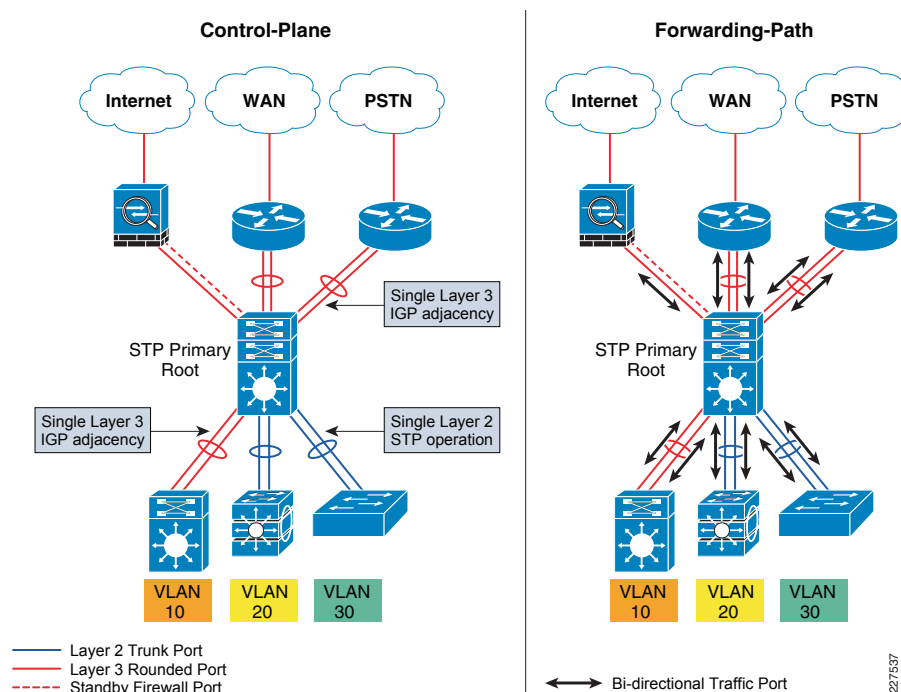 Control-Plane
Internet
WAN
PSTN
Single Layer 3
IGP adjacency
STP Primary
Root
Single Layer 3
IGP adjacency
Single Layer 2
STP operation
VLAN
10
VLAN
20
VLAN
30
Layer 2 Trunk Port
Layer 3 Rounded Port
Standby Firewall Port
Forwarding-Path
Internet
WAN
PSTN
STP Primary
Root
VLAN
10
VLAN
20
VLAN
30
Bi-directional Traffic Port
227537